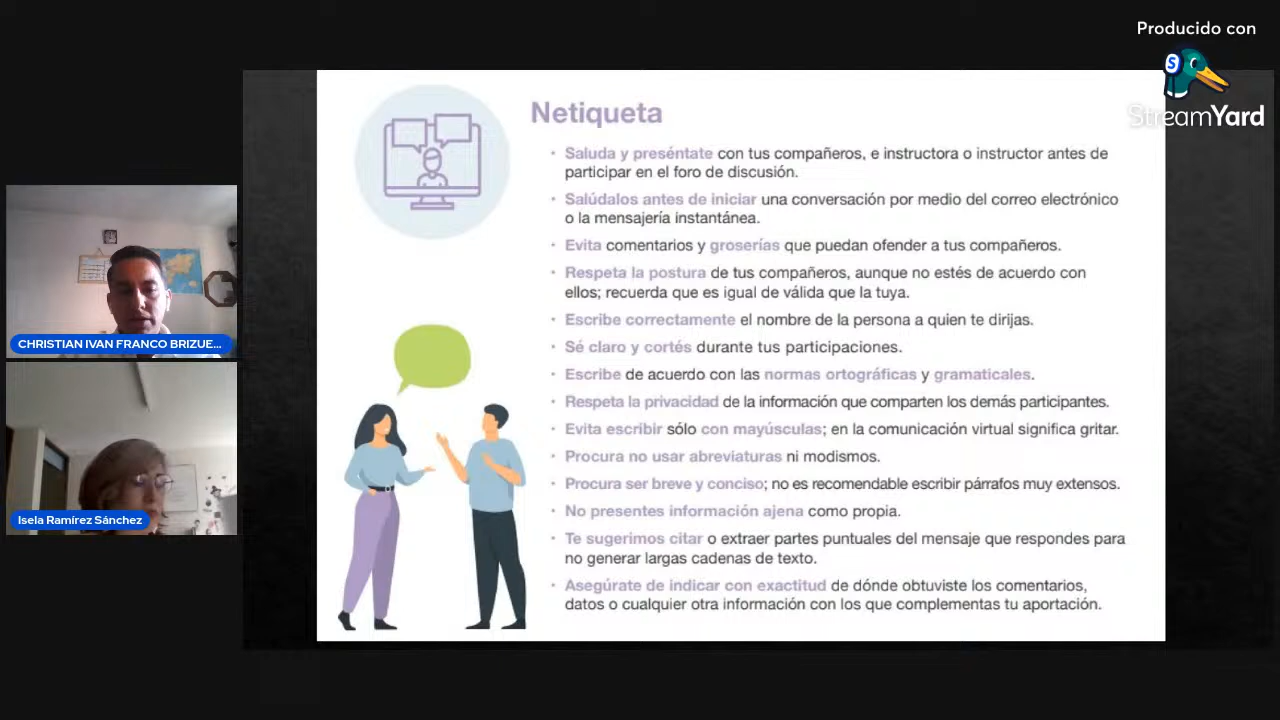 Producido con
StreamYard
Netiqueta
• Saluda y preséntate con tus compañeros, e instructora o instructor antes de
participar en el foro de discusión.
• Salúdalos antes de iniciar una conversación por medio del correo electrónico
o la mensajería instantánea.
• Evita comentarios y groserías que puedan ofender a tus compañeros.
• Respeta la postura de tus compañeros, aunque no estés de acuerdo con
ellos; recuerda que es igual de válida que la tuya.
• Escribe correctamente el nombre de la persona a quien te dirijas.
• Sé claro y cortés durante tus participaciones.
• Escribe de acuerdo con las normas ortográficas y gramaticales.
• Respeta la privacidad de la información que comparten los demás participantes.
• Evita escribir sólo con mayúsculas; en la comunicación virtual significa gritar.
• Procura no usar abreviaturas ni modismos.
• Procura ser breve y conciso; no es recomendable escribir párrafos muy extensos.
• No presentes información ajena como propia.
• Te sugerimos citar o extraer partes puntuales del mensaje que respondes para
no generar largas cadenas de texto.
• Asegúrate de indicar con exactitud de dónde obtuviste los comentarios,
datos o cualquier otra información con los que complementas tu aportación.
CHRISTIAN IVAN FRANCO BRIZUE...
Isela Ramírez Sánchez